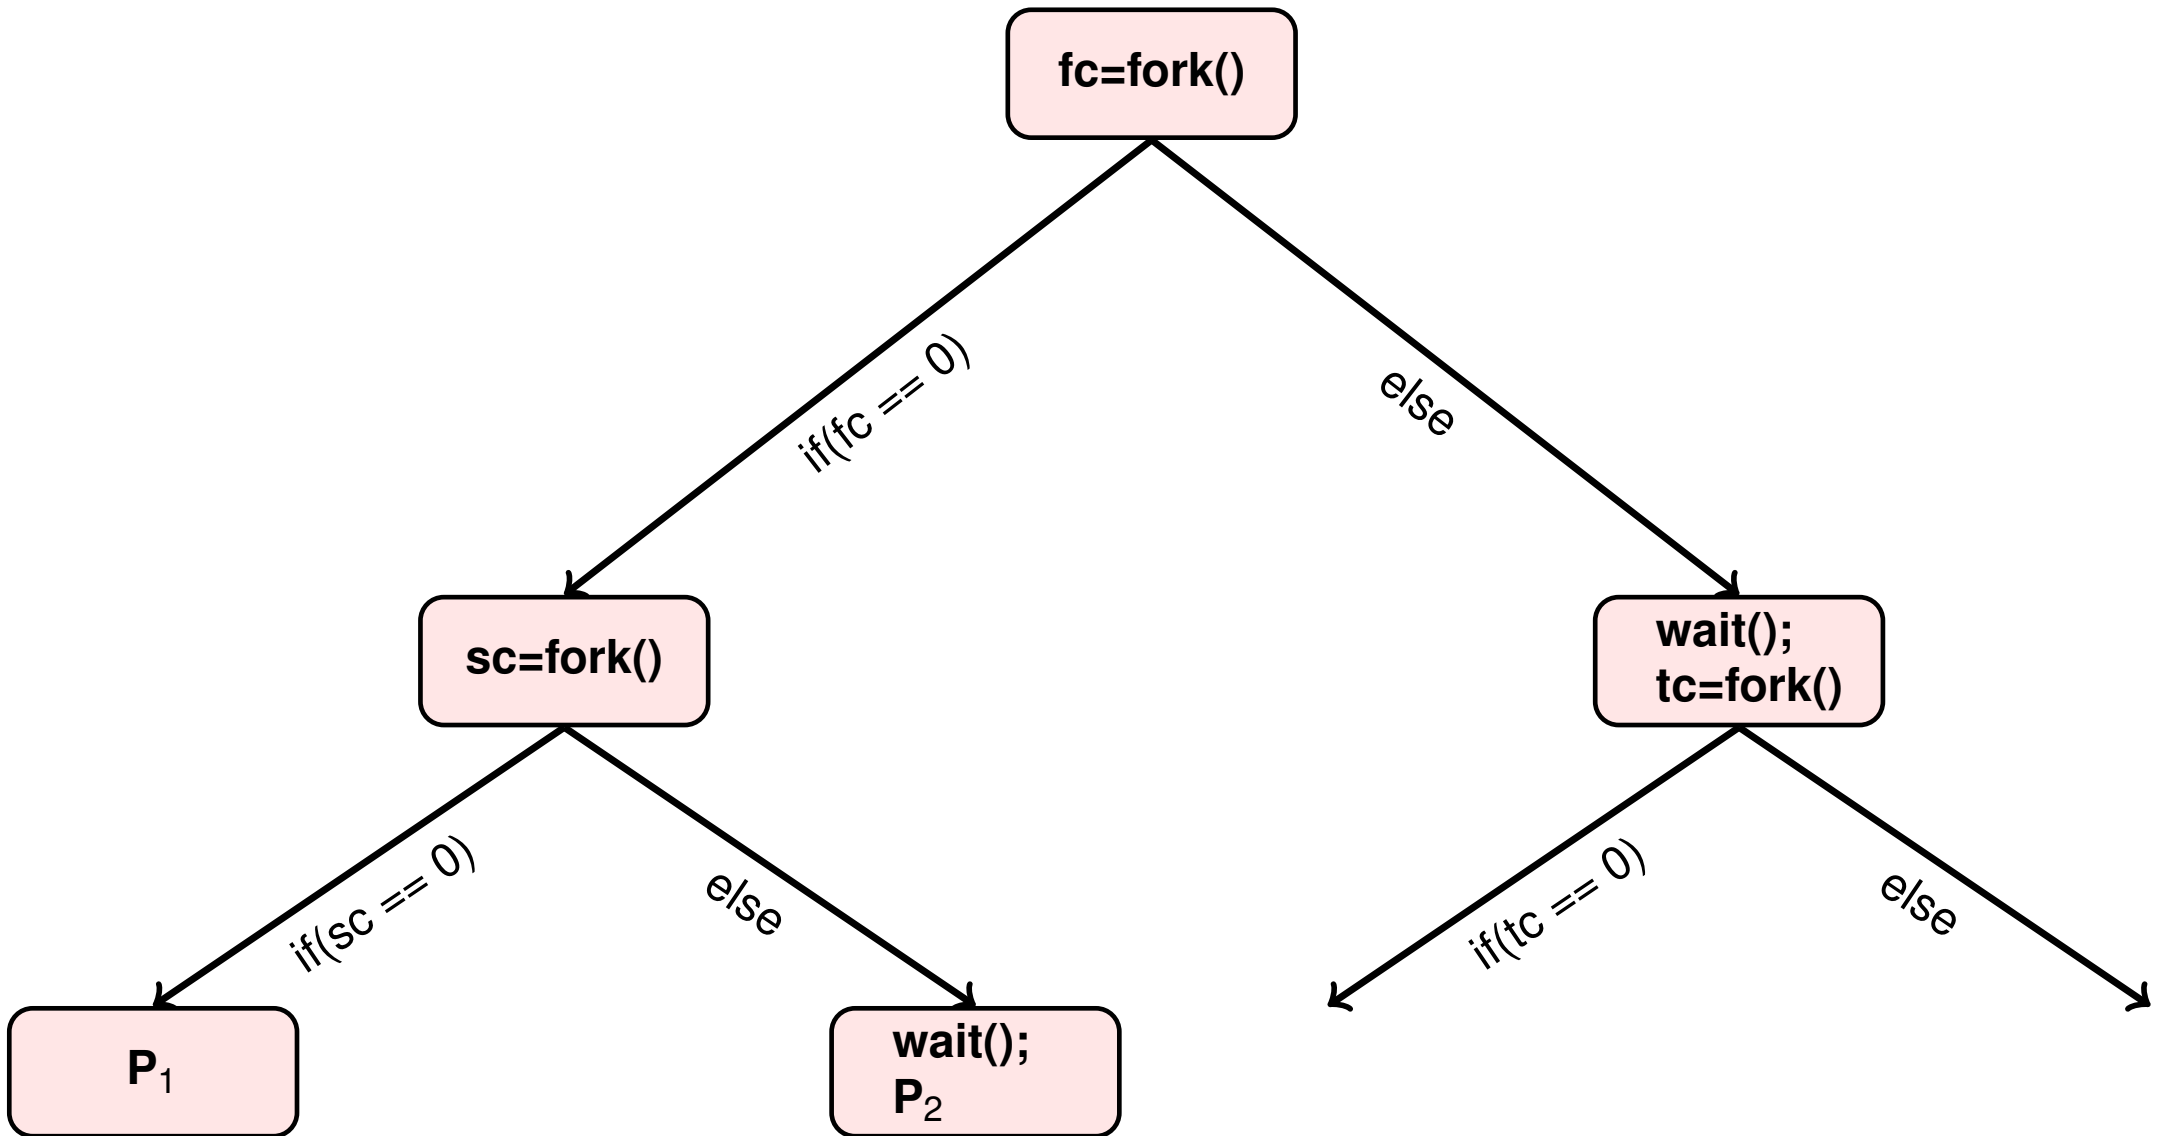 fc=fork()
if(fc == 0)
else
sc=fork()
wait();
tc=fork()
if(sc == 0)
else
if(tc == 0)
else
P₁
wait();
P₂